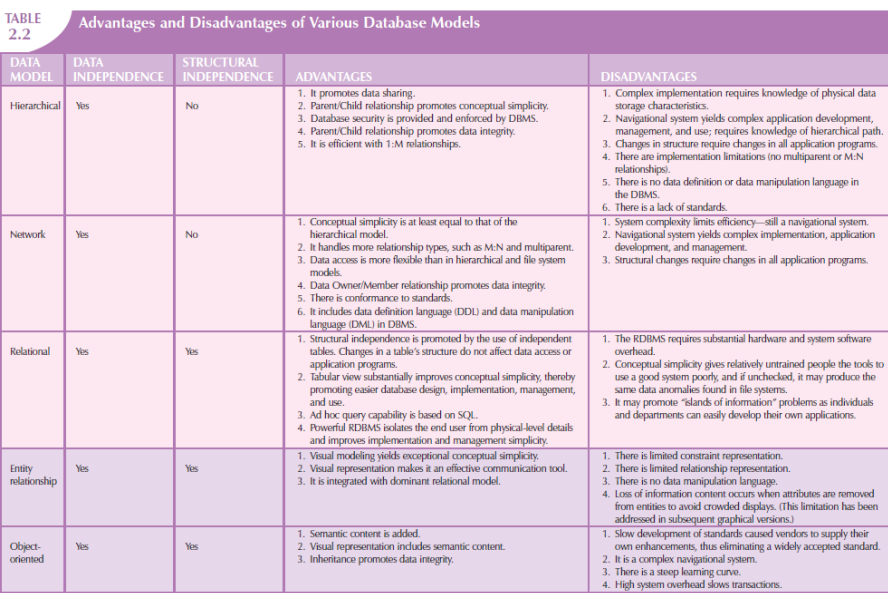 TABLE
2.2
Advantages and Disadvantages of Various Database Models
DATA MODEL
DATA INDEPENDENCE
STRUCTURAL INDEPENDENCE
ADVANTAGES
DISADVANTAGES
Hierarchical
Yes
No
1. It promotes data sharing.
2. Parent/Child relationship promotes conceptual simplicity.
3. Database security is provided and enforced by DBMS.
4. Parent/Child relationship promotes data integrity.
5. It is efficient with 1:M relationships.
1. Complex implementation requires knowledge of physical data
storage characteristics.
2. Navigational system yields complex application development,
management, and use; requires knowledge of hierarchical path.
3. Changes in structure require changes in all application programs.
4. There are implementation limitations (no multiparent or M:N
relationships).
5. There is no data definition or data manipulation language in
the DBMS.
6. There is a lack of standards.
Network
Yes
No
1. Conceptual simplicity is at least equal to that of the
hierarchical model.
2. It handles more relationship types, such as M:N and multiparent.
3. Data access is more flexible than in hierarchical and file system
models.
4. Data Owner/Member relationship promotes data integrity.
5. There is conformance to standards.
6. It includes data definition language (DDL) and data manipulation
language (DML) in DBMS.
1. System complexity limits efficiency—still a navigational system.
2. Navigational system yields complex implementation, application
development, and management.
3. Structural changes require changes in all application programs.
Relational
Yes
Yes
1. Structural independence is promoted by the use of independent
tables. Changes in a table's structure do not affect data access or
application programs.
2. Tabular view substantially improves conceptual simplicity, thereby
promoting easier database design, implementation, management,
and use.
3. Ad hoc query capability is based on SQL.
4. Powerful RDBMS isolates the end user from physical-level details
and improves implementation and management simplicity.
1. The RDBMS requires substantial hardware and system software
overhead.
2. Conceptual simplicity gives relatively untrained people the tools to
use a good system poorly, and if unchecked, it may produce the
same data anomalies found in file systems.
3. It may promote "islands of information" problems as individuals
and departments can easily develop their own applications.
Entity
relationship
Yes
Yes
1. Visual modeling yields exceptional conceptual simplicity.
2. Visual representation makes it an effective communication tool.
3. It is integrated with dominant relational model.
1. There is limited constraint representation.
2. There is limited relationship representation.
3. There is no data manipulation language.
4. Loss of information content occurs when attributes are removed
from entities to avoid crowded displays. (This limitation has been
addressed in subsequent graphical versions.)
Object-
oriented
Yes
Yes
1. Semantic content is added.
2. Visual representation includes semantic content.
3. Inheritance promotes data integrity.
1. Slow development of standards caused vendors to supply their
own enhancements, thus eliminating a widely accepted standard.
2. It is a complex navigational system.
3. There is a steep learning curve.
4. High system overhead slows transactions.